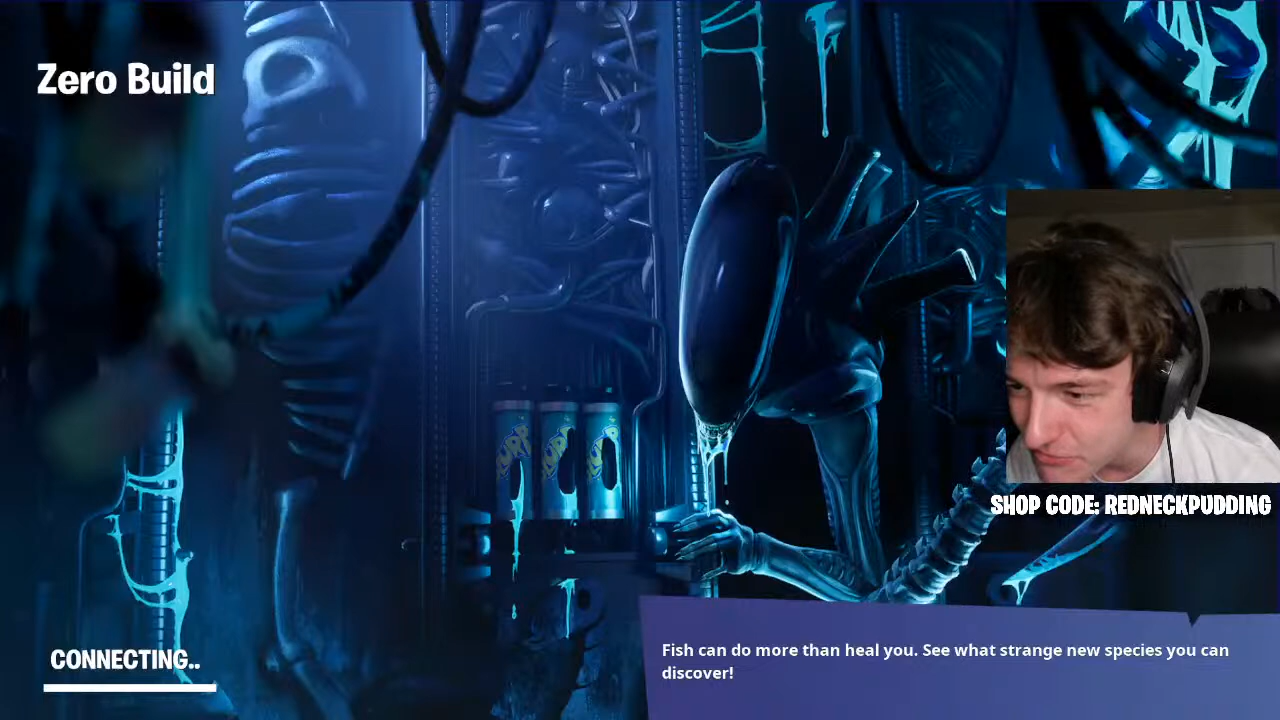 Zero Build
SHOP CODE: REDNECKPUDDING
CONNECTING..
Fish can do more than heal you. See what strange new species you can
discover!